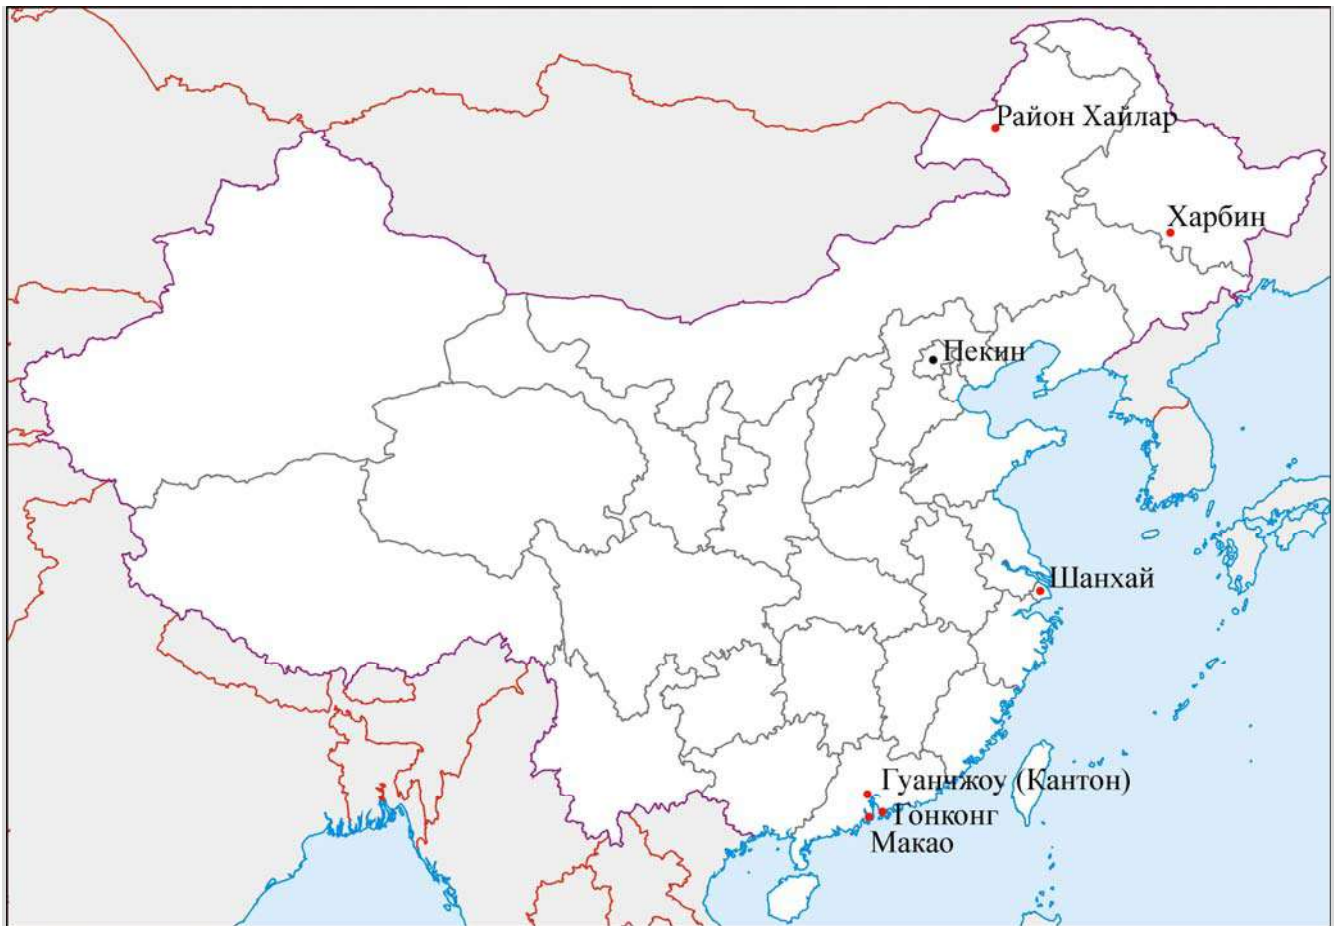 Район Хайлар
Харбин
Пекин
Шанхай
Гуанчжоу (Кантон)
Гонконг
Макао